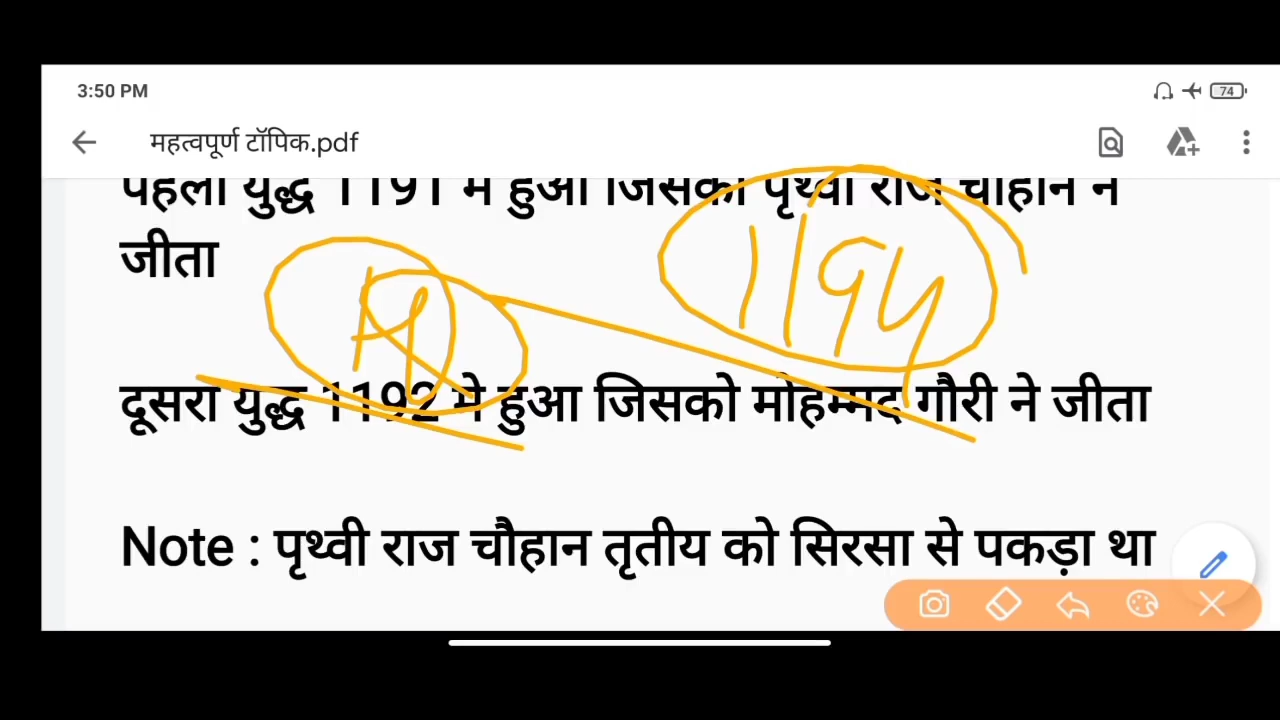 3:50 PM
74
महत्वपूर्ण टॉपिक.pdf
पहला युद्ध 1191 मे हुआ जिसको पृथ्वी राज चौहान ने
जीता
1194
दूसरा युद्ध 1192 मे हुआ जिसको मोहम्मद गौरी ने जीता
Note : पृथ्वी राज चौहान तृतीय को सिरसा से पकड़ा था